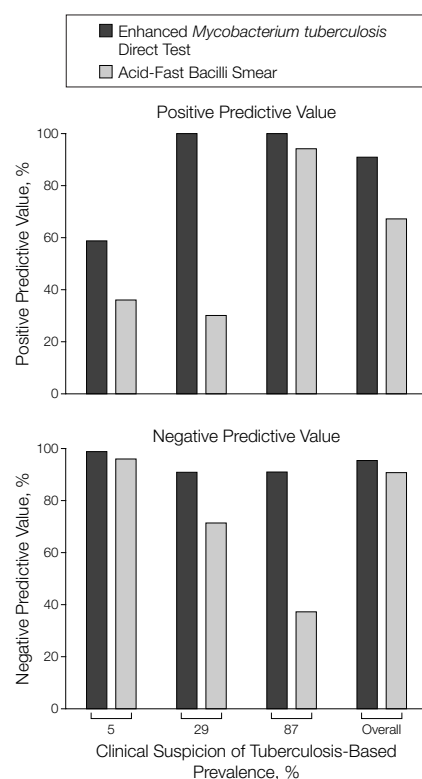 Enhanced Mycobacterium tuberculosis
Direct Test
Acid-Fast Bacilli Smear
Positive Predictive Value
Positive Predictive Value, %
100
80
60
40
20
0
Negative Predictive Value
Negative Predictive Value, %
100
80
60
40
20
0
5 29 87 Overall
Clinical Suspicion of Tuberculosis-Based
Prevalence, %